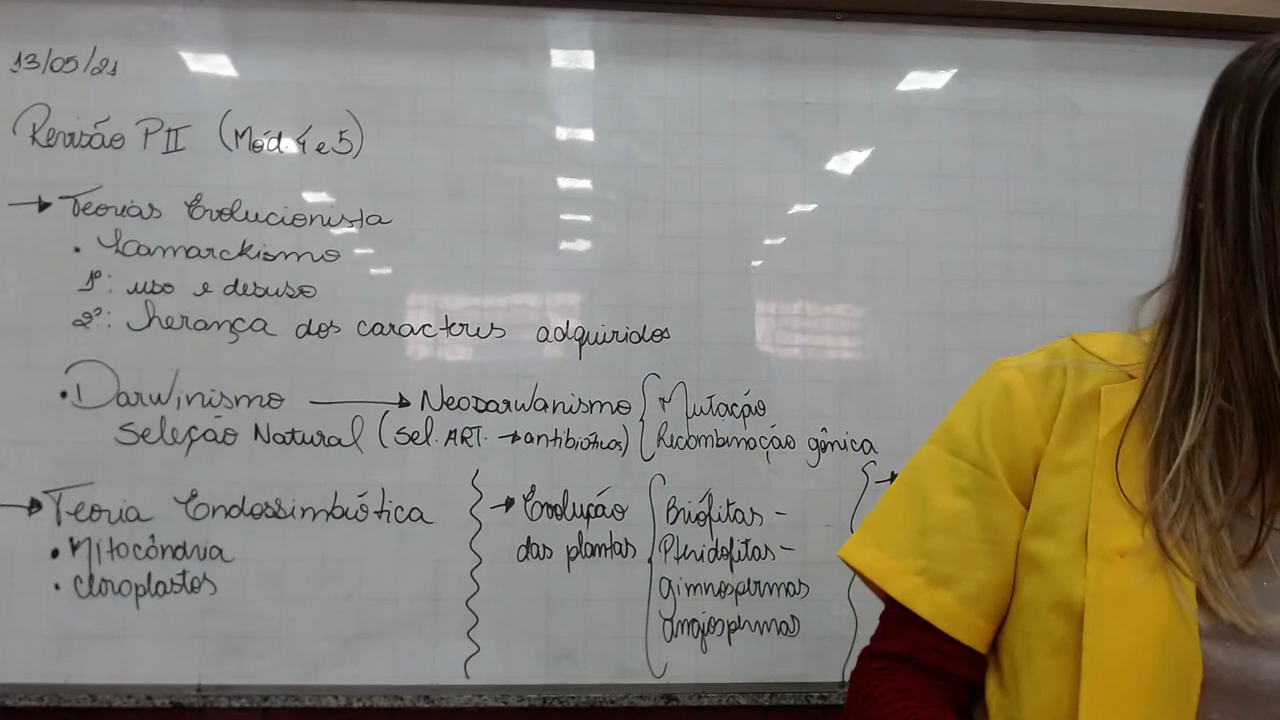 13/05/21
Revisão PII (Mód. 4 e 5)
→ Teorias Evolucionista
• Lamarckismo
1º: uso e desuso
2º: herança dos caracteres adquiridos
• Darwinismo → Neodarwanismo { Mutação
Seleção Natural (Sel. ART. → antibióticos) { Recombinação gênica
→ Teoria Endossimbiótica
• Mitocôndria
• cloroplastos
→ Evolução das plantas
Briófitas -
Pteridofitas -
gimnospermas
angiospermas
→